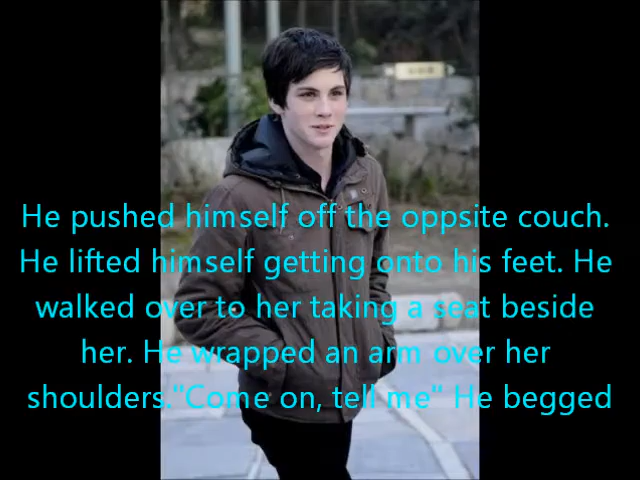 He pushed himself off the oppsite couch.
He lifted himself getting onto his feet. He
walked over to her taking a seat beside
her. He wrapped an arm over her
shoulders."Come on, tell me" He begged